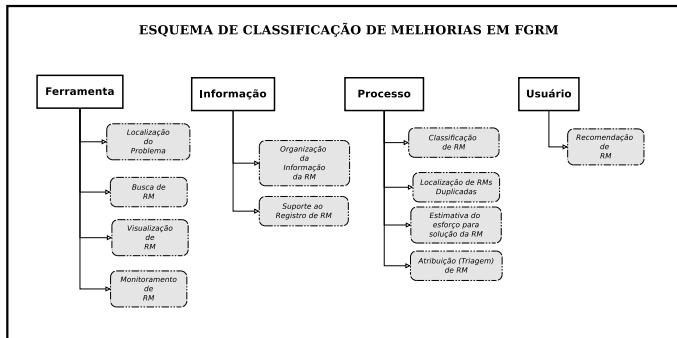 ESQUEMA DE CLASSIFICAÇÃO DE MELHORIAS EM FGRM
Ferramenta
Localização
do
Problema
Busca de
RM
Visualização
de
RM
Monitoramento
de
RM
Informação
Organização
da
Informação
da RM
Suporte ao
Registro de RM
Processo
Classificação
de RM
Localização de RMs
Duplicadas
Estimativa do
esforço para
solução da RM
Atribuição (Triagem)
de RM
Usuário
Recomendação
de
RM